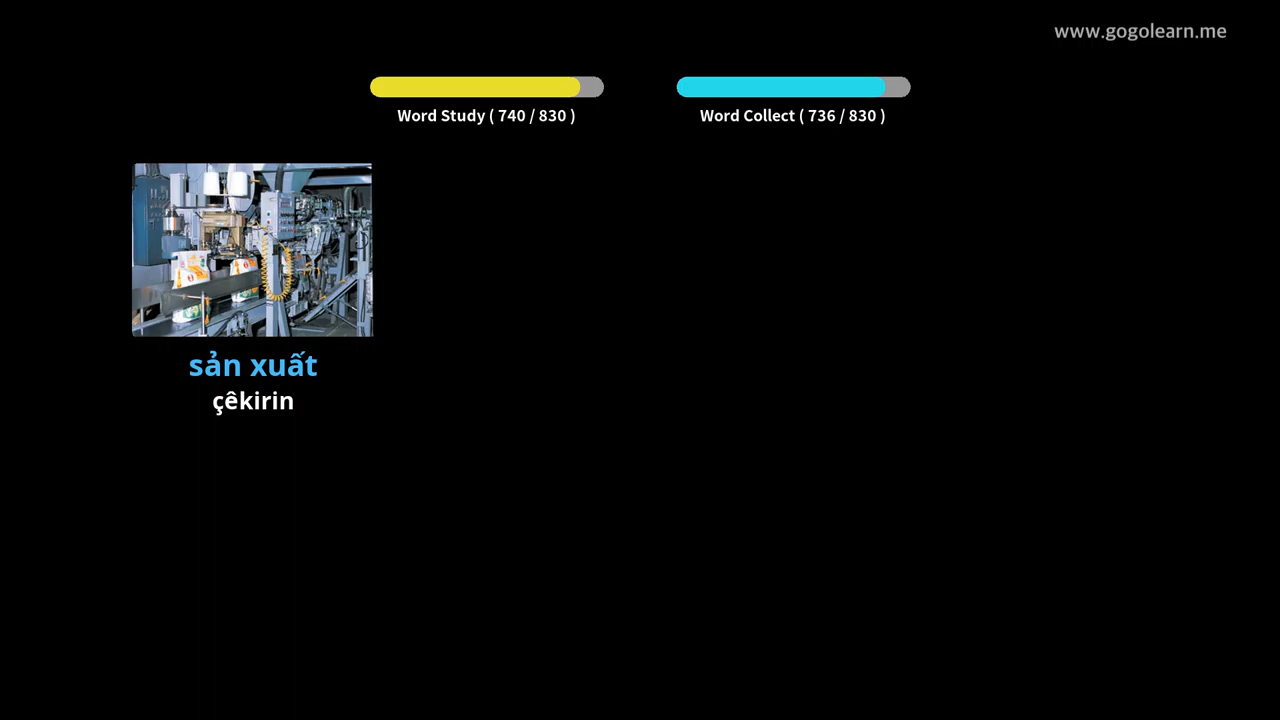 www.gogolearn.me
Word Study ( 740 / 830 )
Word Collect ( 736 / 830 )
sản xuất
çêkirin